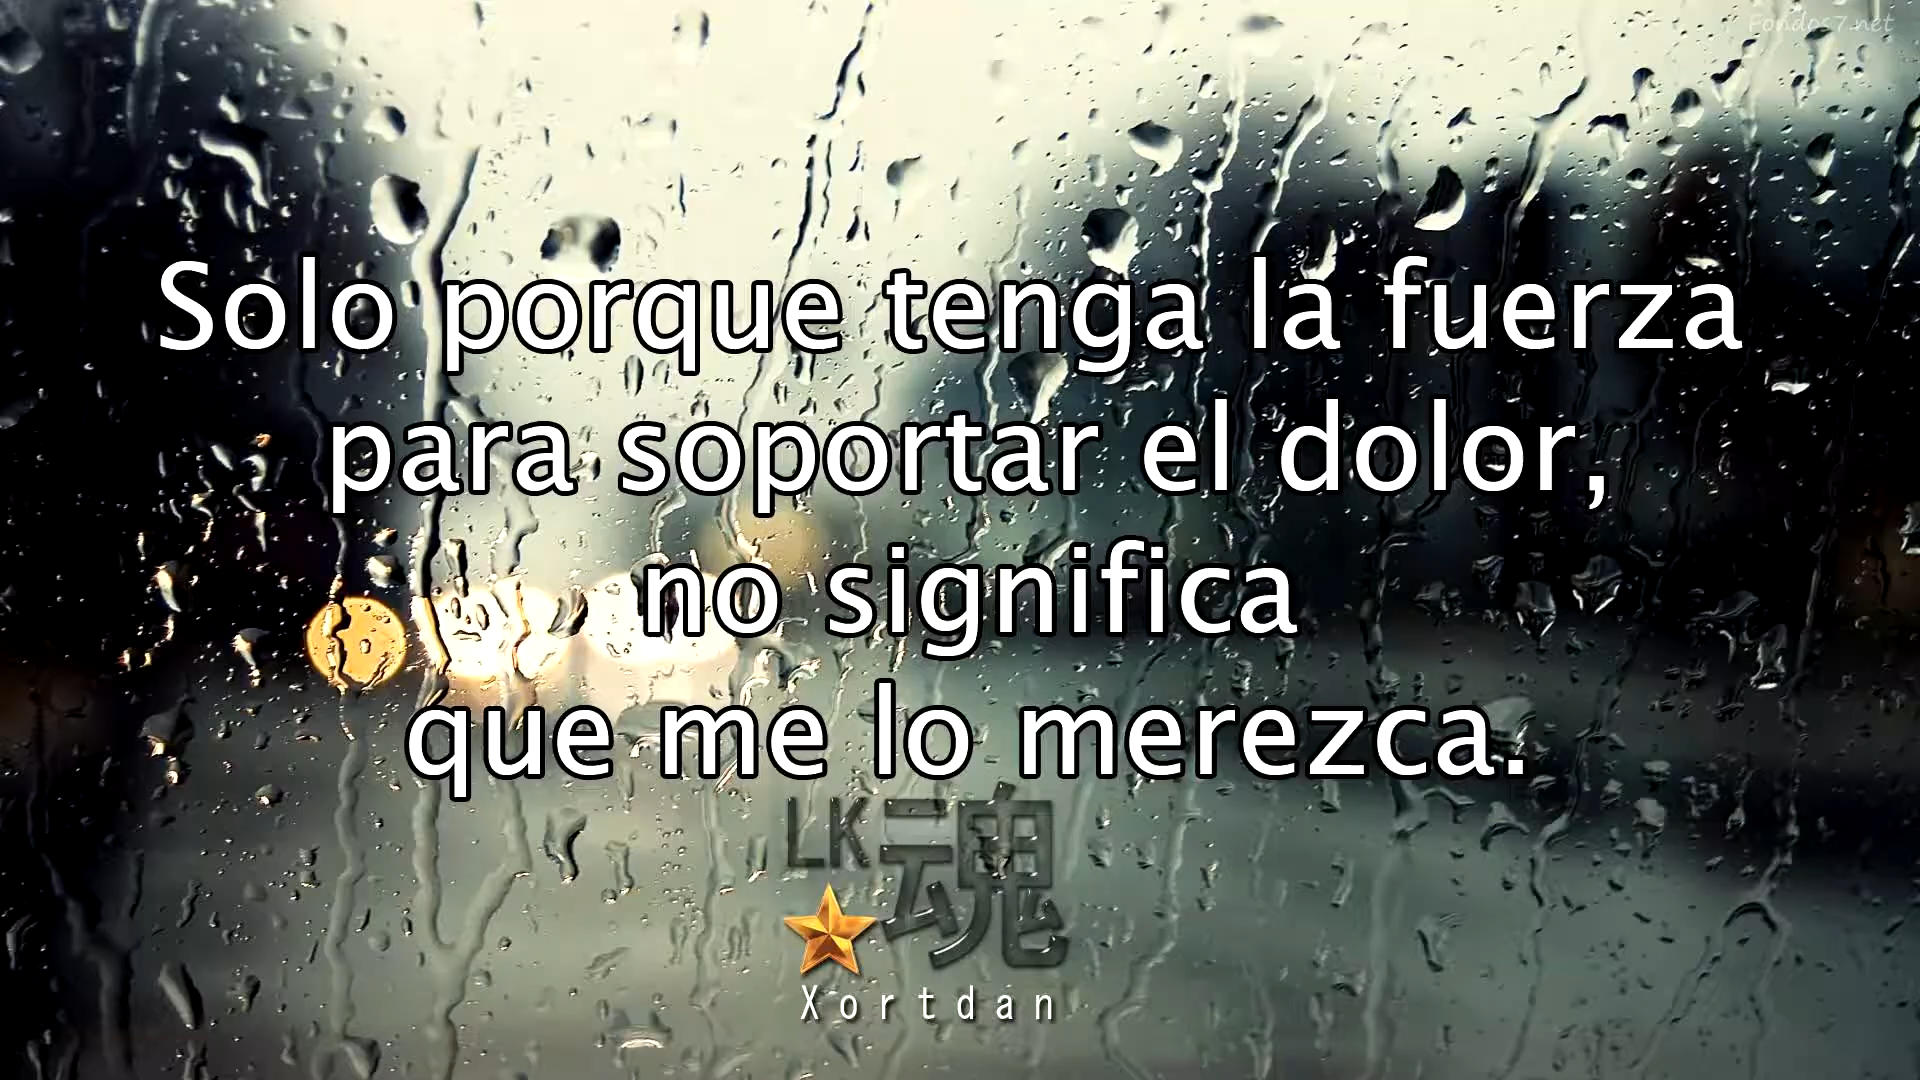 Fondos7.net
Solo porque tenga la fuerza
para soportar el dolor,
no significa
que me lo merezca.
LK魂
Xortdan